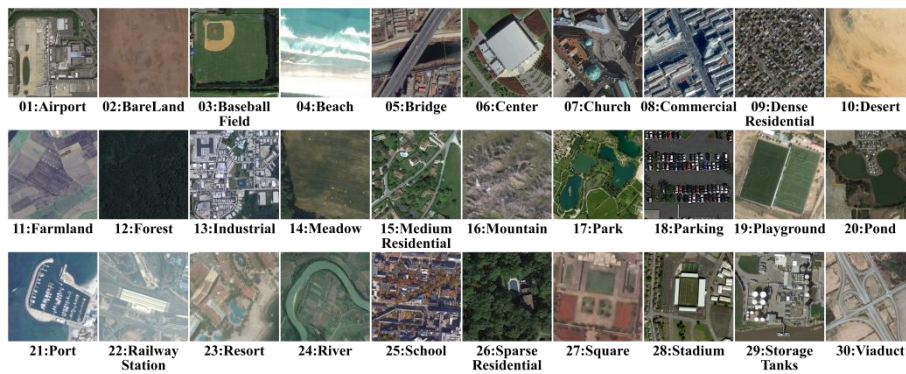 01:Airport 02:BareLand 03:Baseball Field 04:Beach 05:Bridge 06:Center 07:Church 08:Commercial 09:Dense Residential 10:Desert
11:Farmland 12:Forest 13:Industrial 14:Meadow 15:Medium Residential 16:Mountain 17:Park 18:Parking 19:Playground 20:Pond
21:Port 22:Railway Station 23:Resort 24:River 25:School 26:Sparse Residential 27:Square 28:Stadium 29:Storage Tanks 30:Viaduct